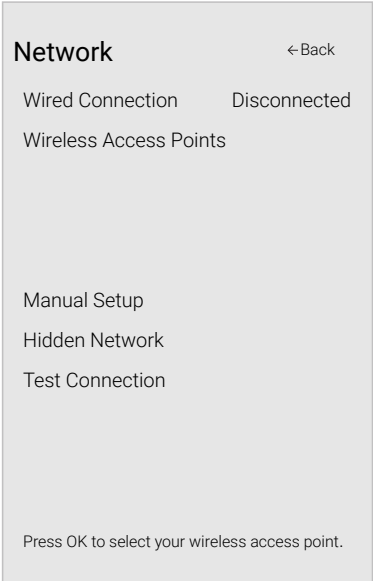 Network
←Back
Wired Connection Disconnected
Wireless Access Points
Manual Setup
Hidden Network
Test Connection
Press OK to select your wireless access point.